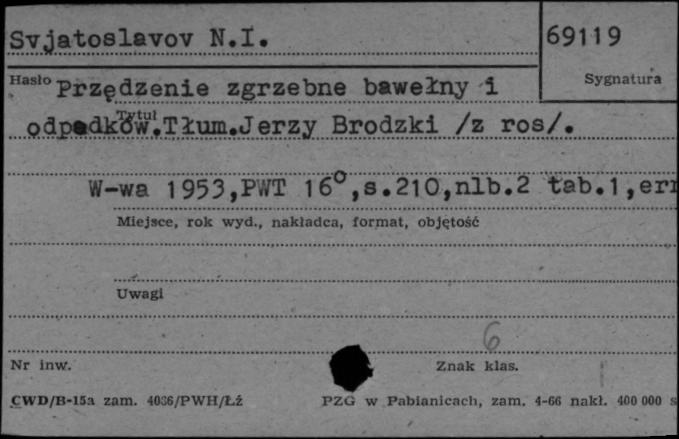 Svjatoslavov N.I.
69119
Hasło
Sygnatura
Przędzenie zgrzebne bawełny i
Tytuł
odpadków.Tłum.Jerzy Brodzki /z ros/.
W-wa 1953,PWT 16°,s.210,nlb.2 tab.1,err
Miejsce, rok wyd., nakładca, format, objętość
Uwagi
6
Nr inw.
Znak klas.
CWD/B-15a zam. 4036/PWH/Łź
PZG w Pabianicach, zam. 4-66 nakł. 400 000 s